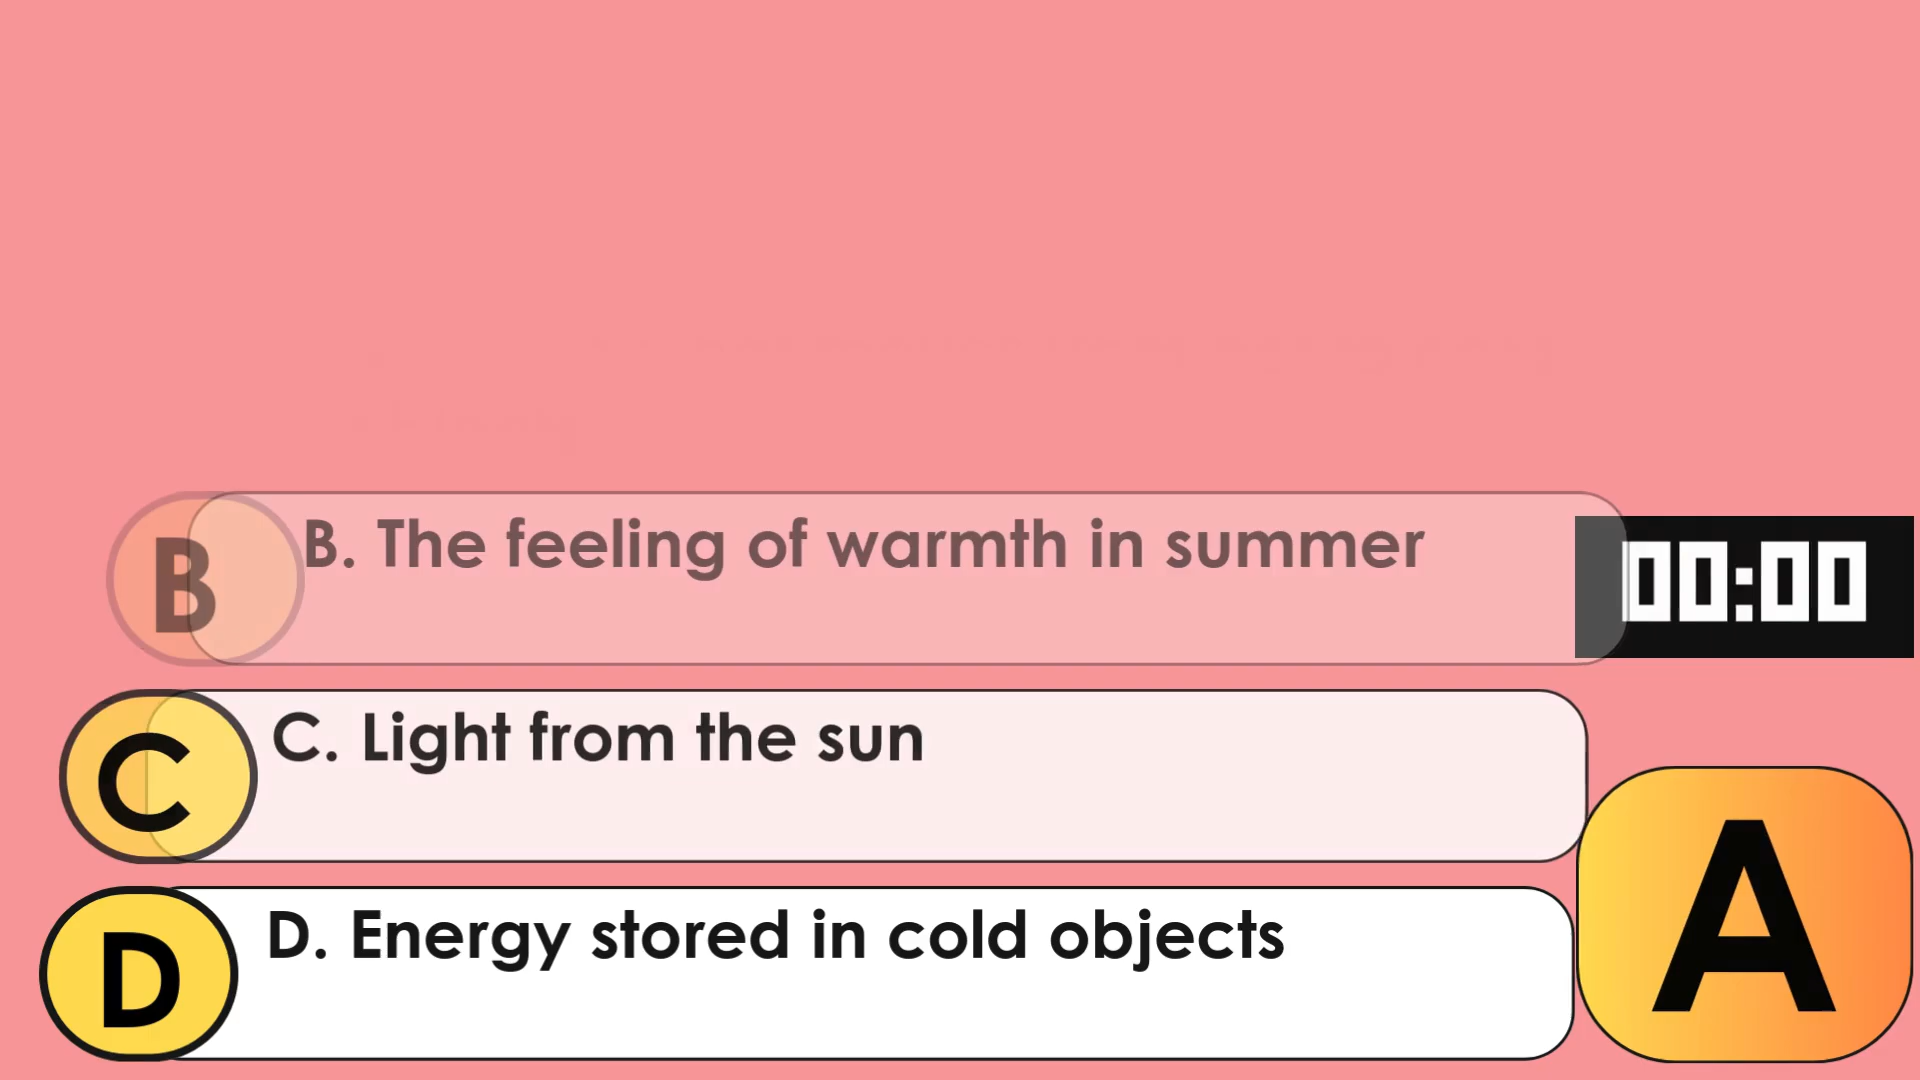 B
B. The feeling of warmth in summer
00:00
C
C. Light from the sun
D
D. Energy stored in cold objects
A